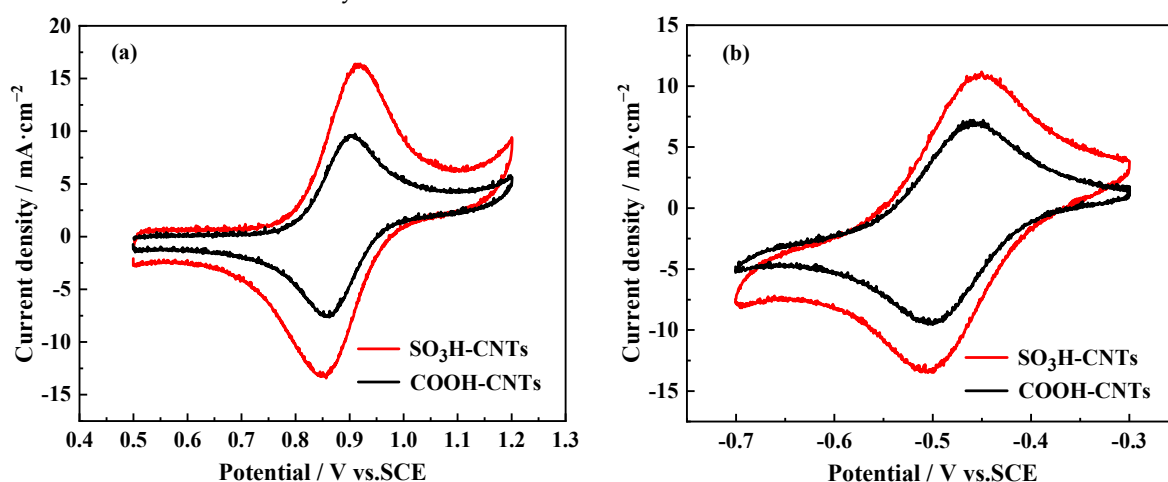 y
(a)
20
15
10
5
0
-5
-10
-15
Current density / mA·cm⁻²
SO₃H-CNTs
COOH-CNTs
0.4 0.5 0.6 0.7 0.8 0.9 1.0 1.1 1.2 1.3
Potential / V vs.SCE
(b)
15
10
5
0
-5
-10
-15
Current density / mA·cm⁻²
SO₃H-CNTs
COOH-CNTs
-0.7 -0.6 -0.5 -0.4 -0.3
Potential / V vs.SCE